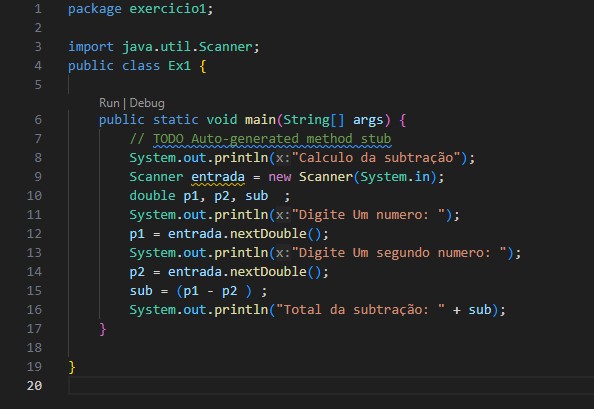 1 package exercicio1;
2
3 import java.util.Scanner;
4 public class Ex1 {
5
Run | Debug
6 public static void main(String[] args) {
7 // TODO Auto-generated method stub
8 System.out.println(x:"Calculo da subtração");
9 Scanner entrada = new Scanner(System.in);
10 double p1, p2, sub  ;
11 System.out.println(x:"Digite Um numero: ");
12 p1 = entrada.nextDouble();
13 System.out.println(x:"Digite Um segundo numero: ");
14 p2 = entrada.nextDouble();
15 sub = (p1 - p2 ) ;
16 System.out.println("Total da subtração: " + sub);
17 }
18
19 }
20